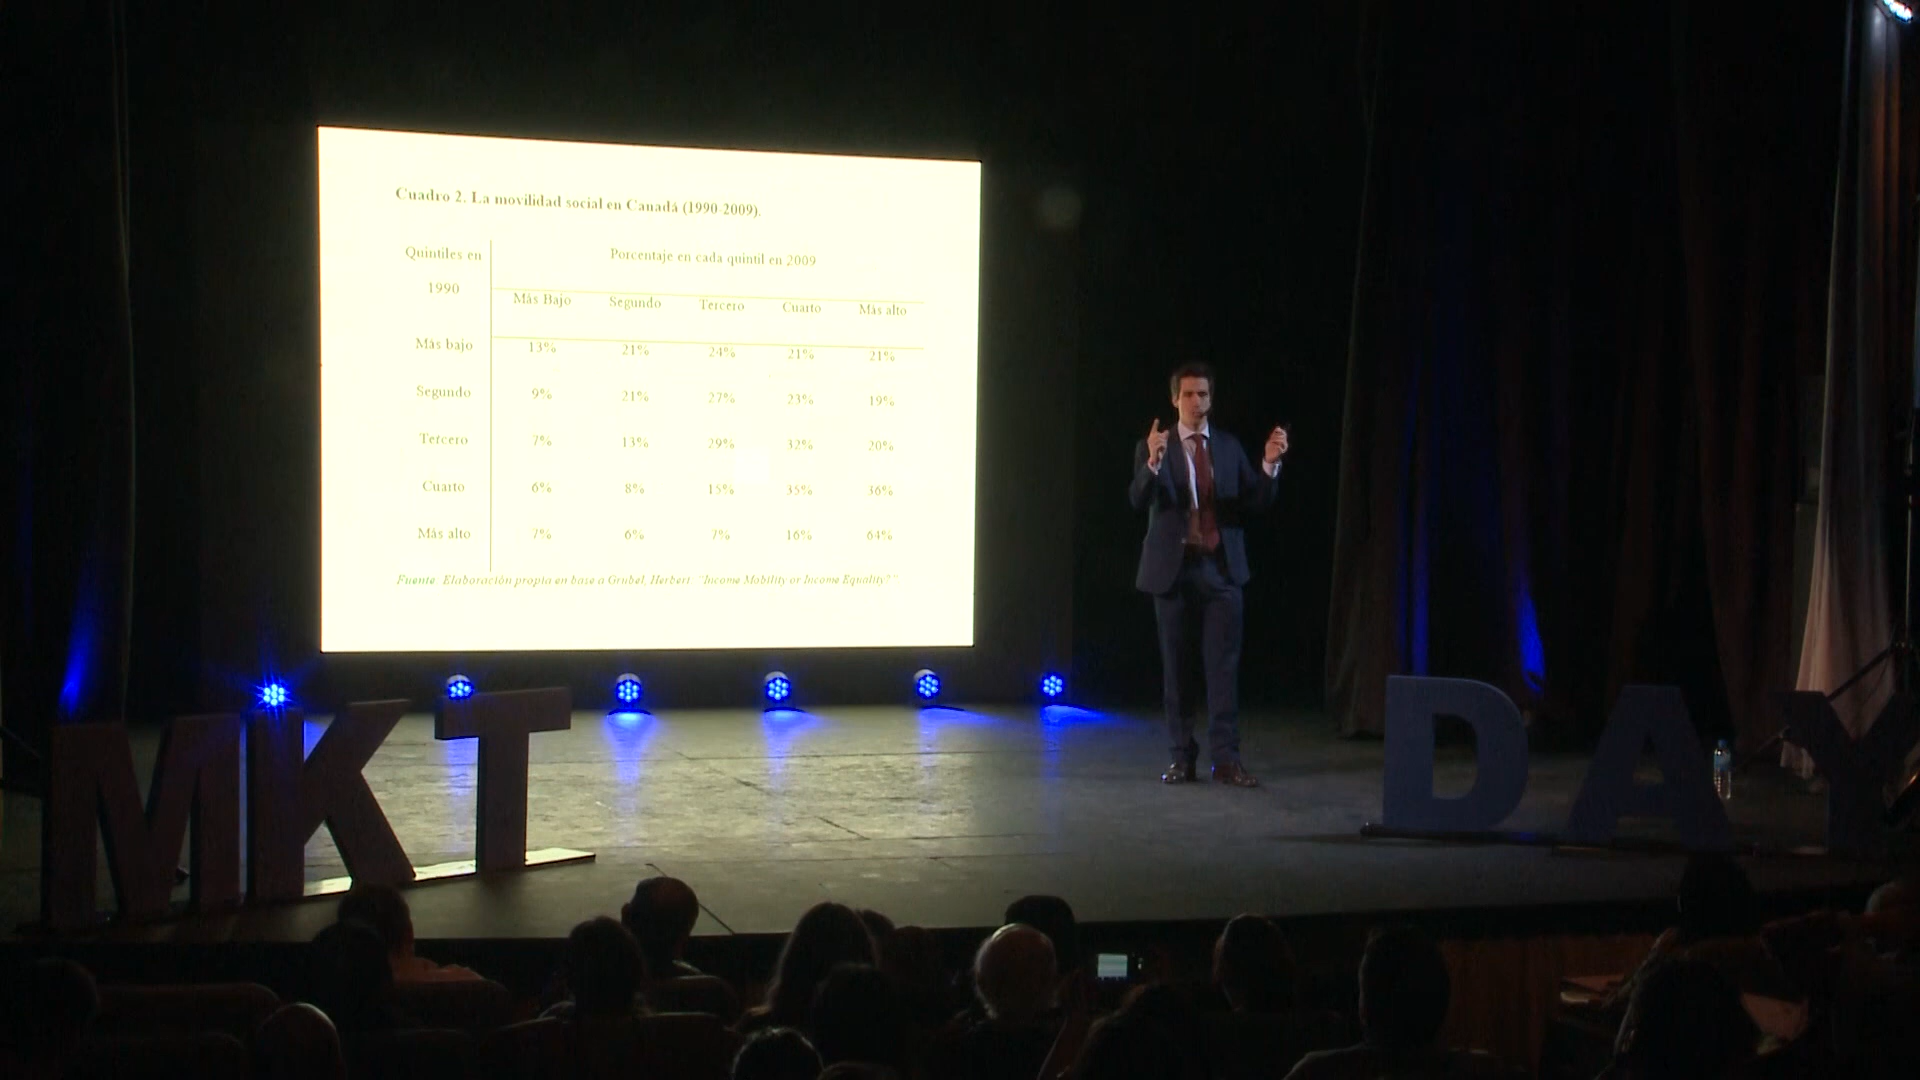 Cuadro 2. La movilidad social en Canadá (1990 2009).
Quintiles en 1990
Porcentaje en cada quintil en 2009
Más Bajo Segundo Tercero Cuarto Más alto
Más bajo 13% 21% 24% 21% 21%
Segundo 9% 21% 27% 23% 19%
Tercero 7% 13% 29% 32% 20%
Cuarto 6% 8% 15% 35% 36%
Más alto 7% 6% 7% 16% 64%
Fuente. Elaboración propia en base a Grubel, Herbert. "Income Mobility or Income Equality?"
MKT DAY